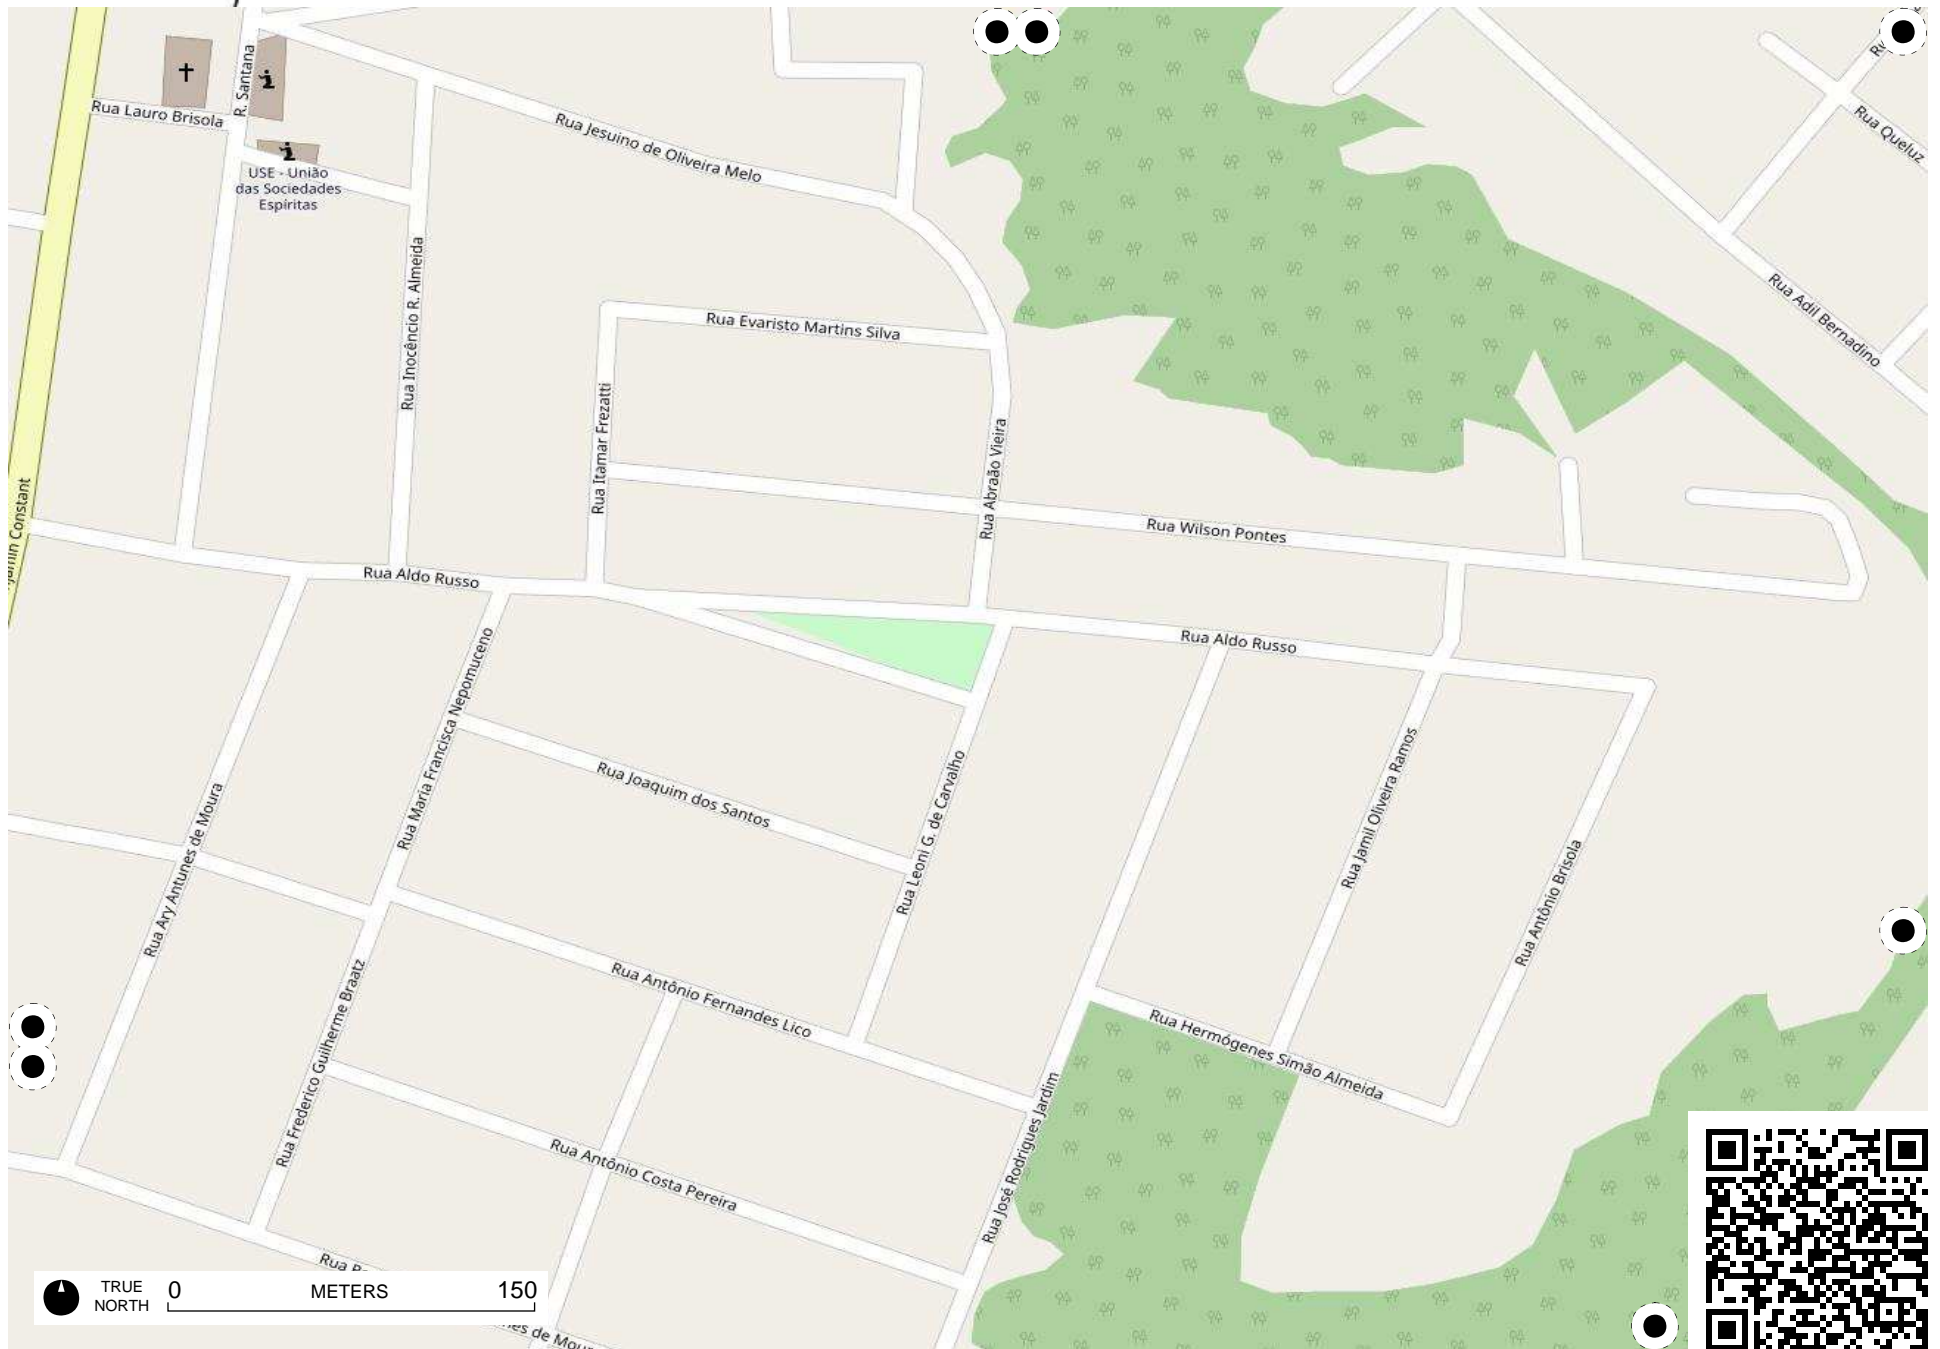 R. Santana
Rua Lauro Brisola
USE - União
das Sociedades
Espíritas
Rua Jesuino de Oliveira Melo
Rua Queluz
Rua Adil Bernadino
Rua Inocêncio R. Almeida
Rua Evaristo Martins Silva
Rua Itamar Frezatti
Rua Abraão Vieira
Constant
Rua Wilson Pontes
Rua Aldo Russo
Rua Aldo Russo
Rua Maria Francisca Nepomuceno
Rua Joaquim dos Santos
Rua Leoni G. de Carvalho
Rua Jamil Oliveira Ramos
Rua Antônio Brisola
Rua Ary Antunes de Moura
Rua Antônio Fernandes Lico
Rua Frederico Guilherme Braatz
Rua Hermógenes Simão Almeida
Rua José Rodrigues Jardim
Rua Antônio Costa Pereira
Rua
TRUE
NORTH
0 METERS 150
de